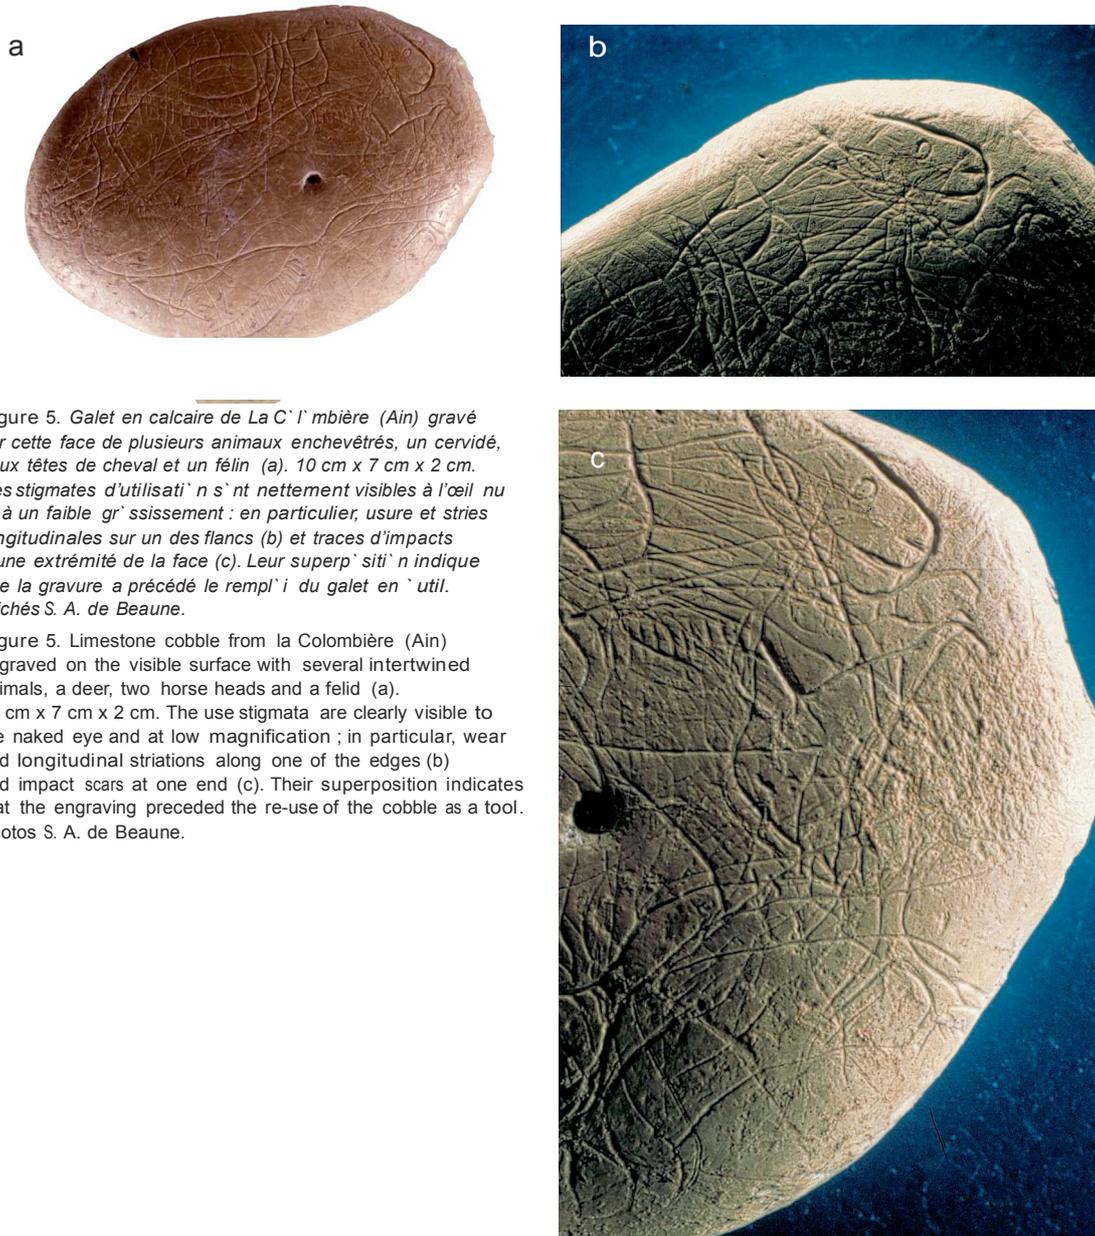 a
b
gure 5. Galet en calcaire de La C` l` mbière (Ain) gravé
r cette face de plusieurs animaux enchevêtrés, un cervidé,
ux têtes de cheval et un félin (a). 10 cm x 7 cm x 2 cm.
es stigmates d'utilisati` n s` nt nettement visibles à l'œil nu
à un faible gr` ssissement : en particulier, usure et stries
ngitudinales sur un des flancs (b) et traces d'impacts
une extrémité de la face (c). Leur superp` siti` n indique
e la gravure a précédé le rempl` i du galet en ` util.
ichés S. A. de Beaune.
gure 5. Limestone cobble from la Colombière (Ain)
graved on the visible surface with several intertwined
imals, a deer, two horse heads and a felid (a).
cm x 7 cm x 2 cm. The use stigmata are clearly visible to
e naked eye and at low magnification ; in particular, wear
d longitudinal striations along one of the edges (b)
d impact scars at one end (c). Their superposition indicates
at the engraving preceded the re-use of the cobble as a tool.
otos S. A. de Beaune.
c